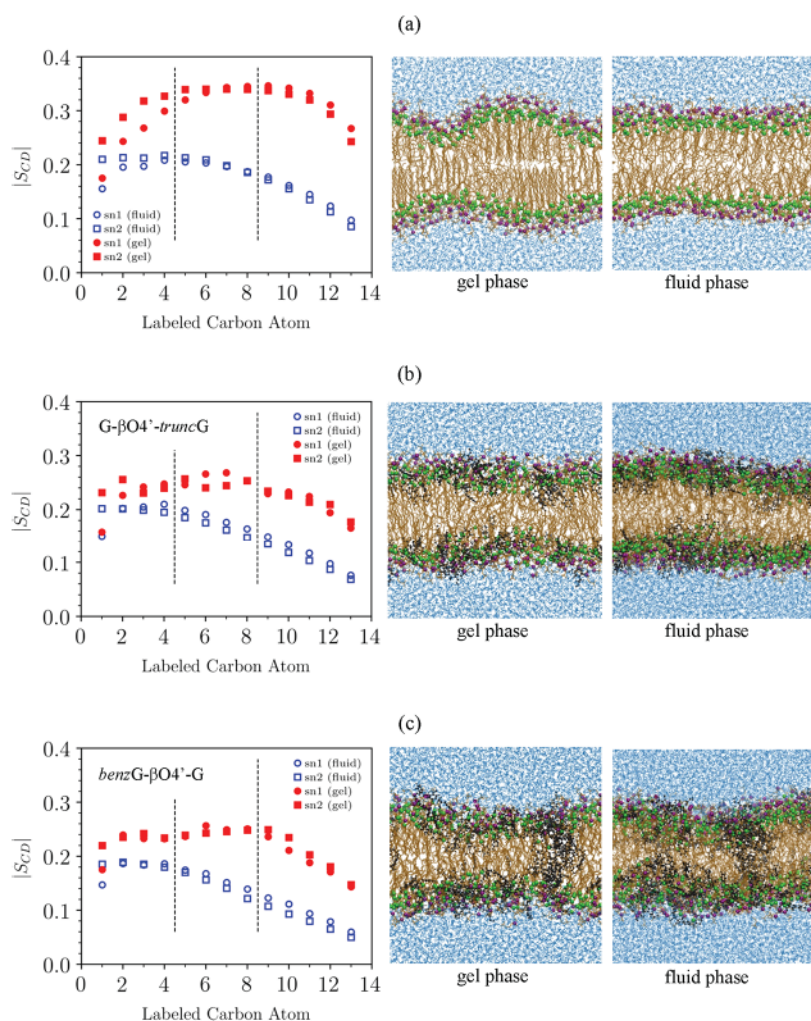 (a)
|S_CD|
0.4
0.3
0.2
0.1
0.0
sn1 (fluid)
sn2 (fluid)
sn1 (gel)
sn2 (gel)
0 2 4 6 8 10 12 14
Labeled Carbon Atom
gel phase
fluid phase
(b)
|S_CD|
0.4
0.3
0.2
0.1
0.0
G-βO4'-truncG
sn1 (fluid)
sn2 (fluid)
sn1 (gel)
sn2 (gel)
0 2 4 6 8 10 12 14
Labeled Carbon Atom
gel phase
fluid phase
(c)
|S_CD|
0.4
0.3
0.2
0.1
0.0
benzG-βO4'-G
sn1 (fluid)
sn2 (fluid)
sn1 (gel)
sn2 (gel)
0 2 4 6 8 10 12 14
Labeled Carbon Atom
gel phase
fluid phase